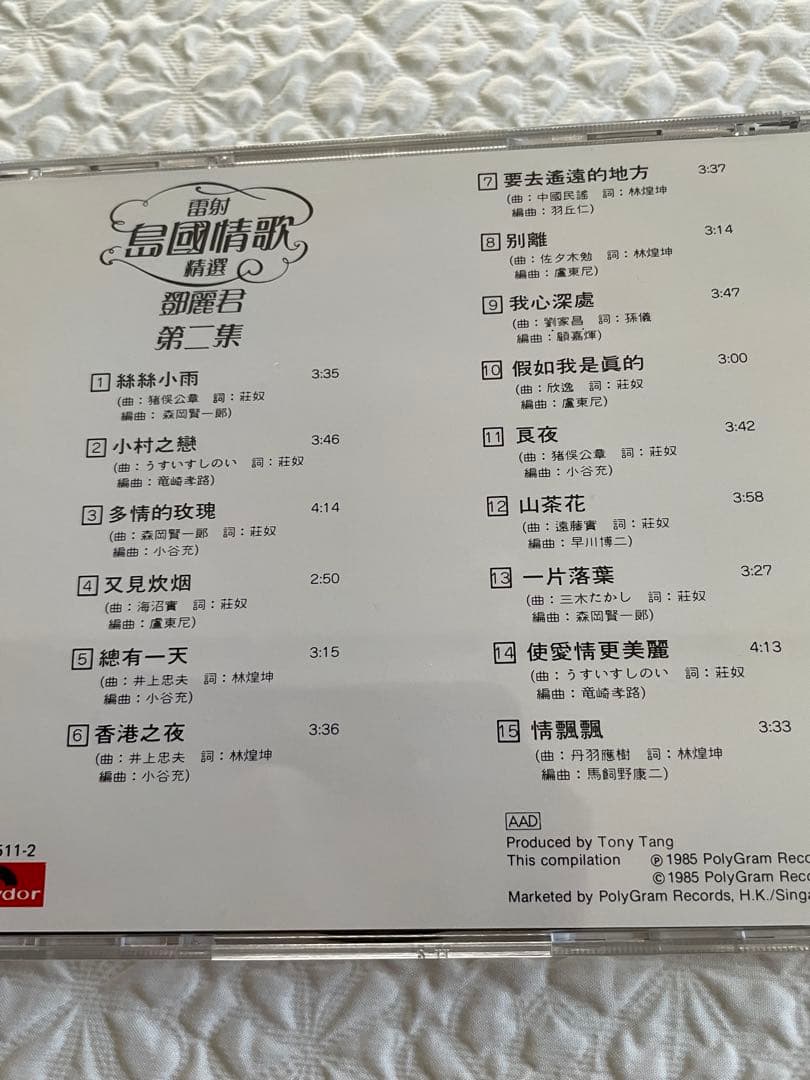 雷射
島國情歌
精選
鄧麗君
第二集
1 絲絲小雨 3:35
(曲：猪俣公章 詞：莊奴
編曲：森岡賢一郎)
2 小村之戀 3:46
(曲：うすいすしのい 詞：莊奴
編曲：竜崎孝路)
3 多情的玫瑰 4:14
(曲：森岡賢一郎 詞：莊奴
編曲：小谷充)
4 又見炊烟 2:50
(曲：海沼實 詞：莊奴
編曲：盧東尼)
5 總有一天 3:15
(曲：井上忠夫 詞：林煌坤
編曲：小谷充)
6 香港之夜 3:36
(曲：井上忠夫 詞：林煌坤
編曲：小谷充)
7 要去遙遠的地方 3:37
(曲：中國民謠 詞：林煌坤
編曲：羽丘仁)
8 别離 3:14
(曲：佐夕木勉 詞：林煌坤
編曲：盧東尼)
9 我心深處 3:47
(曲：劉家昌 詞：孫儀
編曲：顧嘉煇)
10 假如我是眞的 3:00
(曲：欣逸 詞：莊奴
編曲：盧東尼)
11 良夜 3:42
(曲：猪俣公章 詞：莊奴
編曲：小谷充)
12 山茶花 3:58
(曲：遠藤實 詞：莊奴
編曲：早川博二)
13 一片落葉 3:27
(曲：三木たかし 詞：莊奴
編曲：森岡賢一郎)
14 使愛情更美麗 4:13
(曲：うすいすしのい 詞：莊奴
編曲：竜崎孝路)
15 情飄飄 3:33
(曲：丹羽應樹 詞：林煌坤
編曲：馬飼野康二)
AAD
Produced by Tony Tang
This compilation ℗ 1985 PolyGram
© 1985 PolyGram
Marketed by PolyGram Records, H.K./
511-2